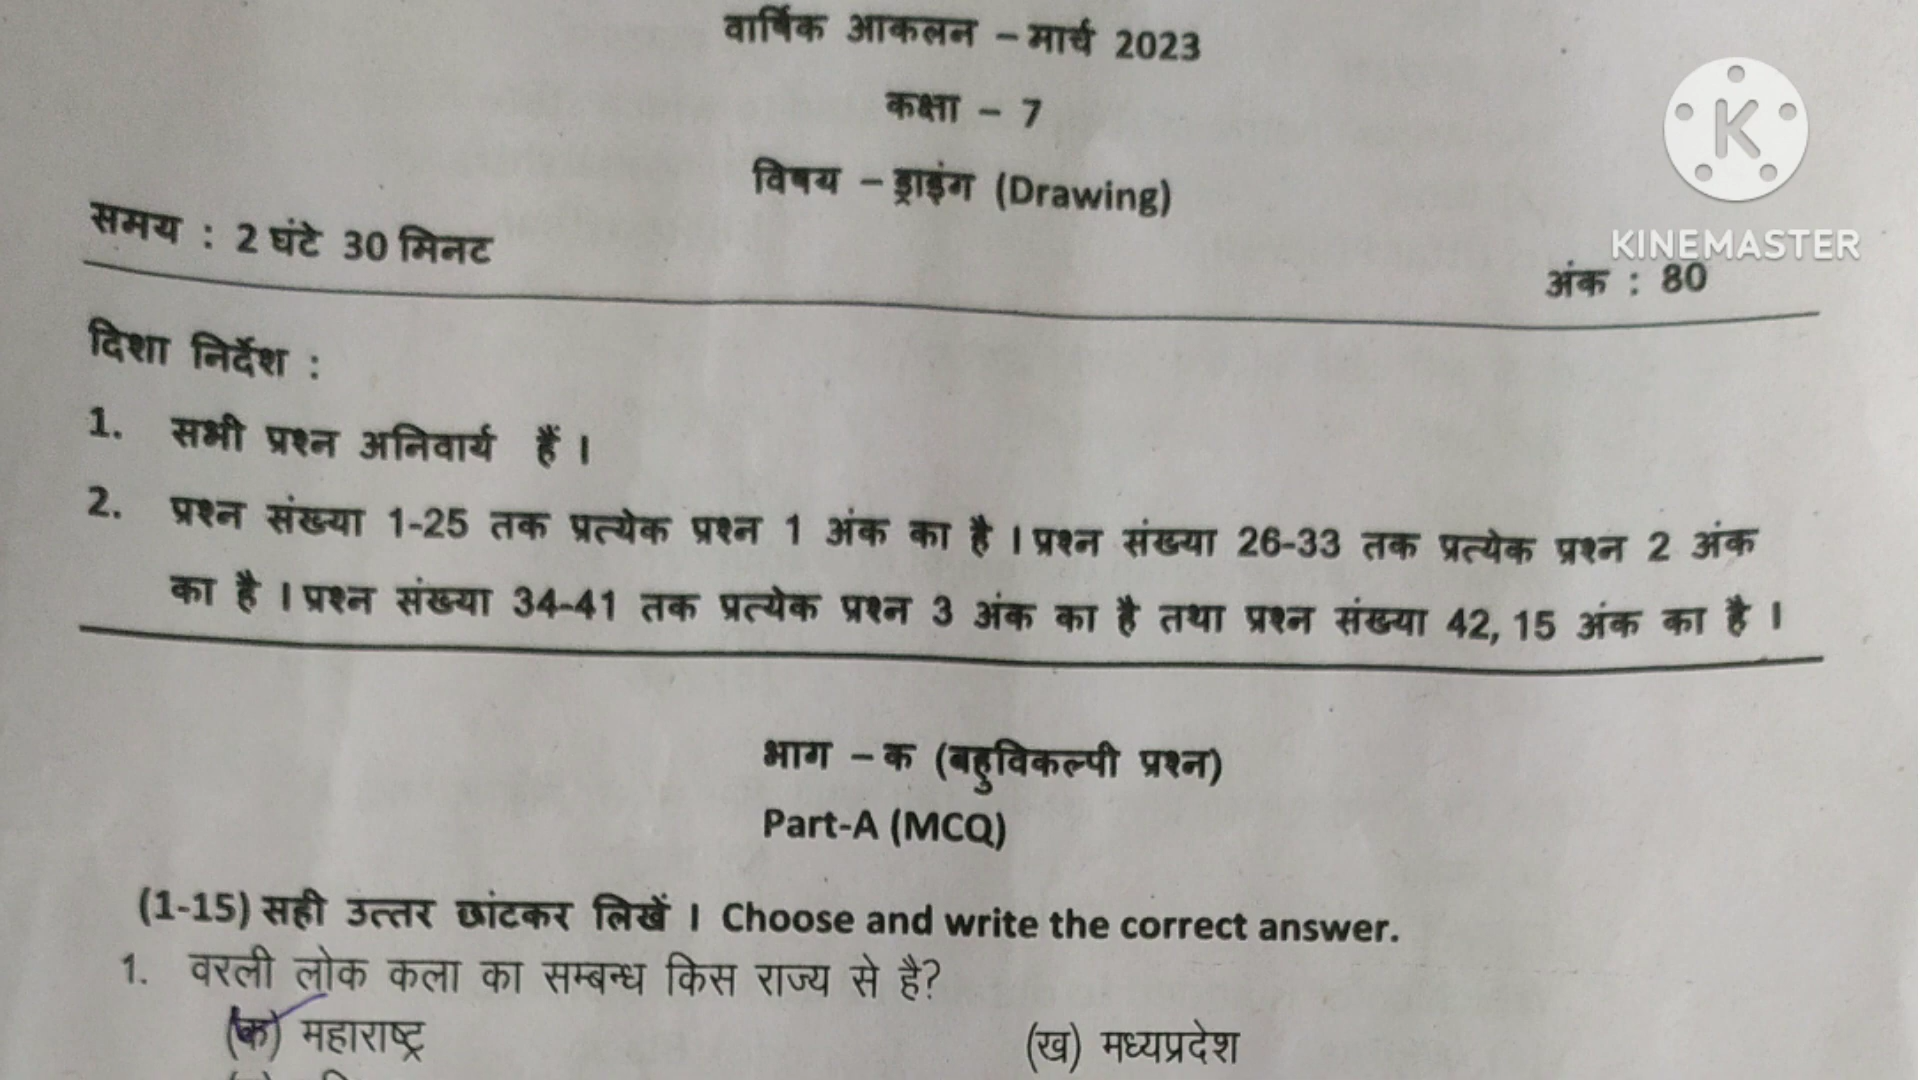 वार्षिक आकलन – मार्च 2023
कक्षा – 7
विषय – ड्राइंग (Drawing)
K
KINEMASTER
समय : 2 घंटे 30 मिनट
अंक : 80
दिशा निर्देश :
1. सभी प्रश्न अनिवार्य हैं ।
2. प्रश्न संख्या 1-25 तक प्रत्येक प्रश्न 1 अंक का है । प्रश्न संख्या 26-33 तक प्रत्येक प्रश्न 2 अंक
का है । प्रश्न संख्या 34-41 तक प्रत्येक प्रश्न 3 अंक का है तथा प्रश्न संख्या 42, 15 अंक का है ।
भाग – क (बहुविकल्पी प्रश्न)
Part-A (MCQ)
(1-15) सही उत्तर छांटकर लिखें । Choose and write the correct answer.
1. वरली लोक कला का सम्बन्ध किस राज्य से है?
(क) महाराष्ट्र (ख) मध्यप्रदेश